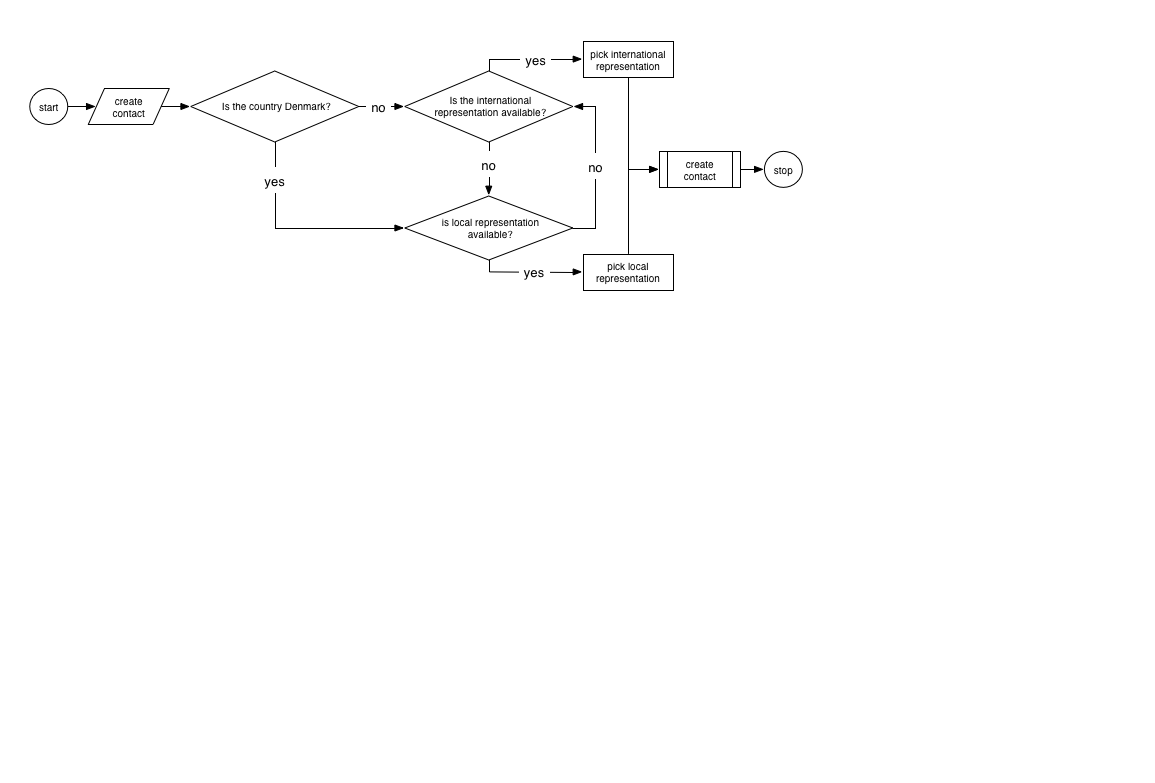 start
create
contact
Is the country Denmark?
no
yes
Is the international
representation available?
yes
no
is local representation
available?
no
yes
pick international
representation
pick local
representation
create
contact
stop